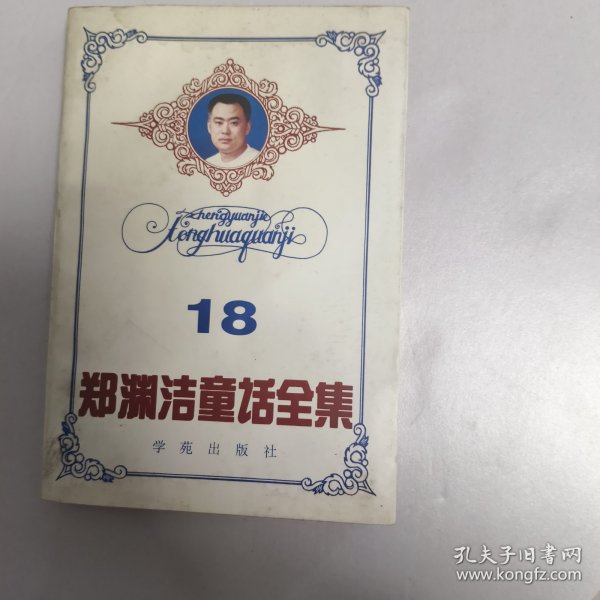 zhengyuanjie
tonghuaquanji
18
郑渊洁童话全集
学苑出版社
孔夫子旧书网
www.kongfz.com